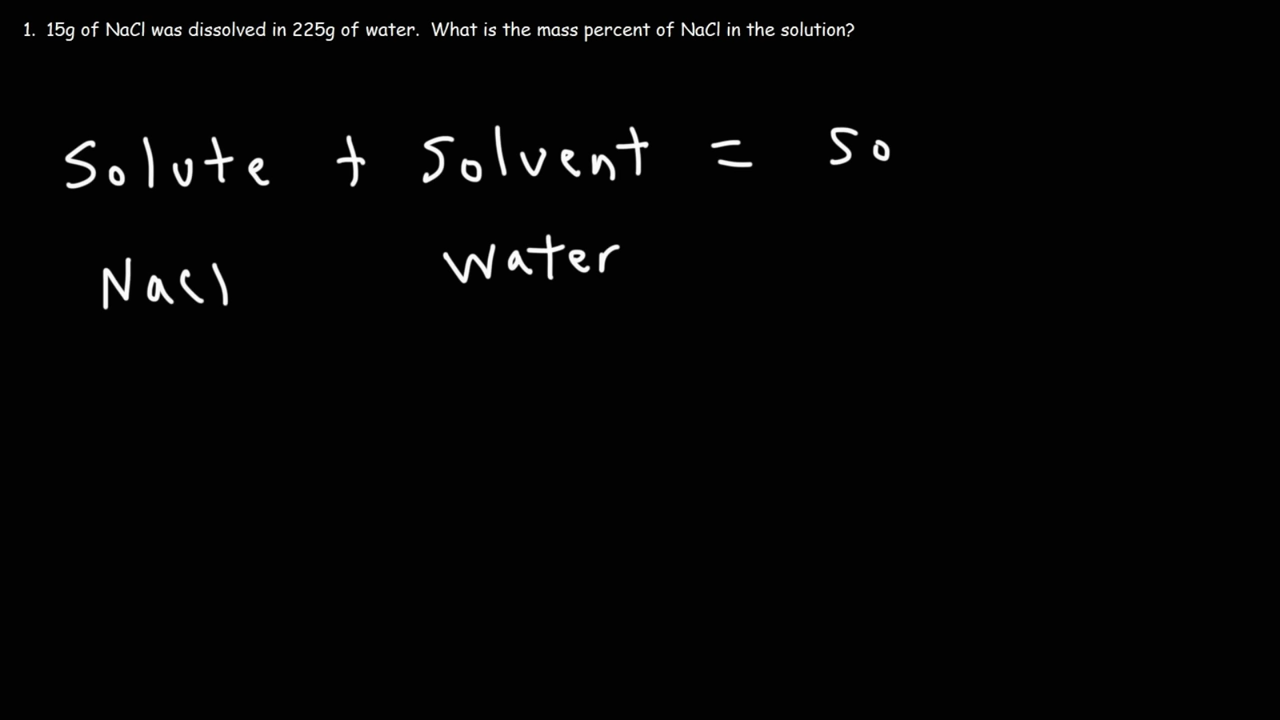 1. 15g of NaCl was dissolved in 225g of water. What is the mass percent of NaCl in the solution?
Solute + Solvent = So
NaCl Water